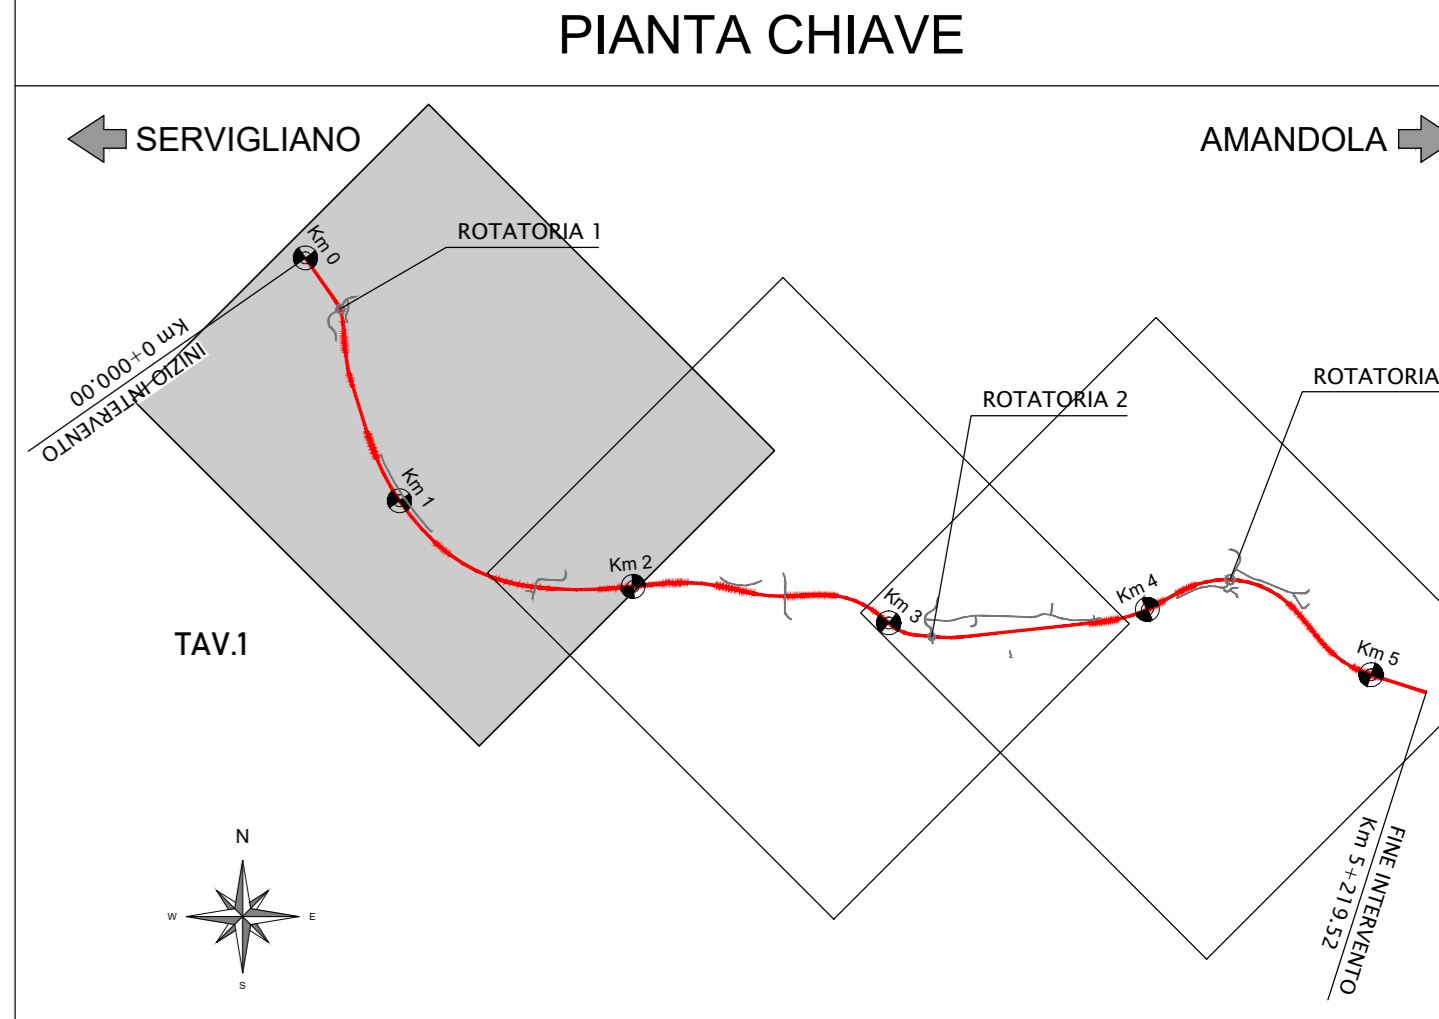 PIANTA CHIAVE
SERVIGLIANO
AMANDOLA
Km 0
ROTATORIA 1
Km 0+000.00
INIZIO INTERVENTO
ROTATORIA
ROTATORIA 2
Km 1
Km 2
Km 3
Km 4
Km 5
TAV.1
FINE INTERVENTO
Km 5+219.52
N
W
E
S